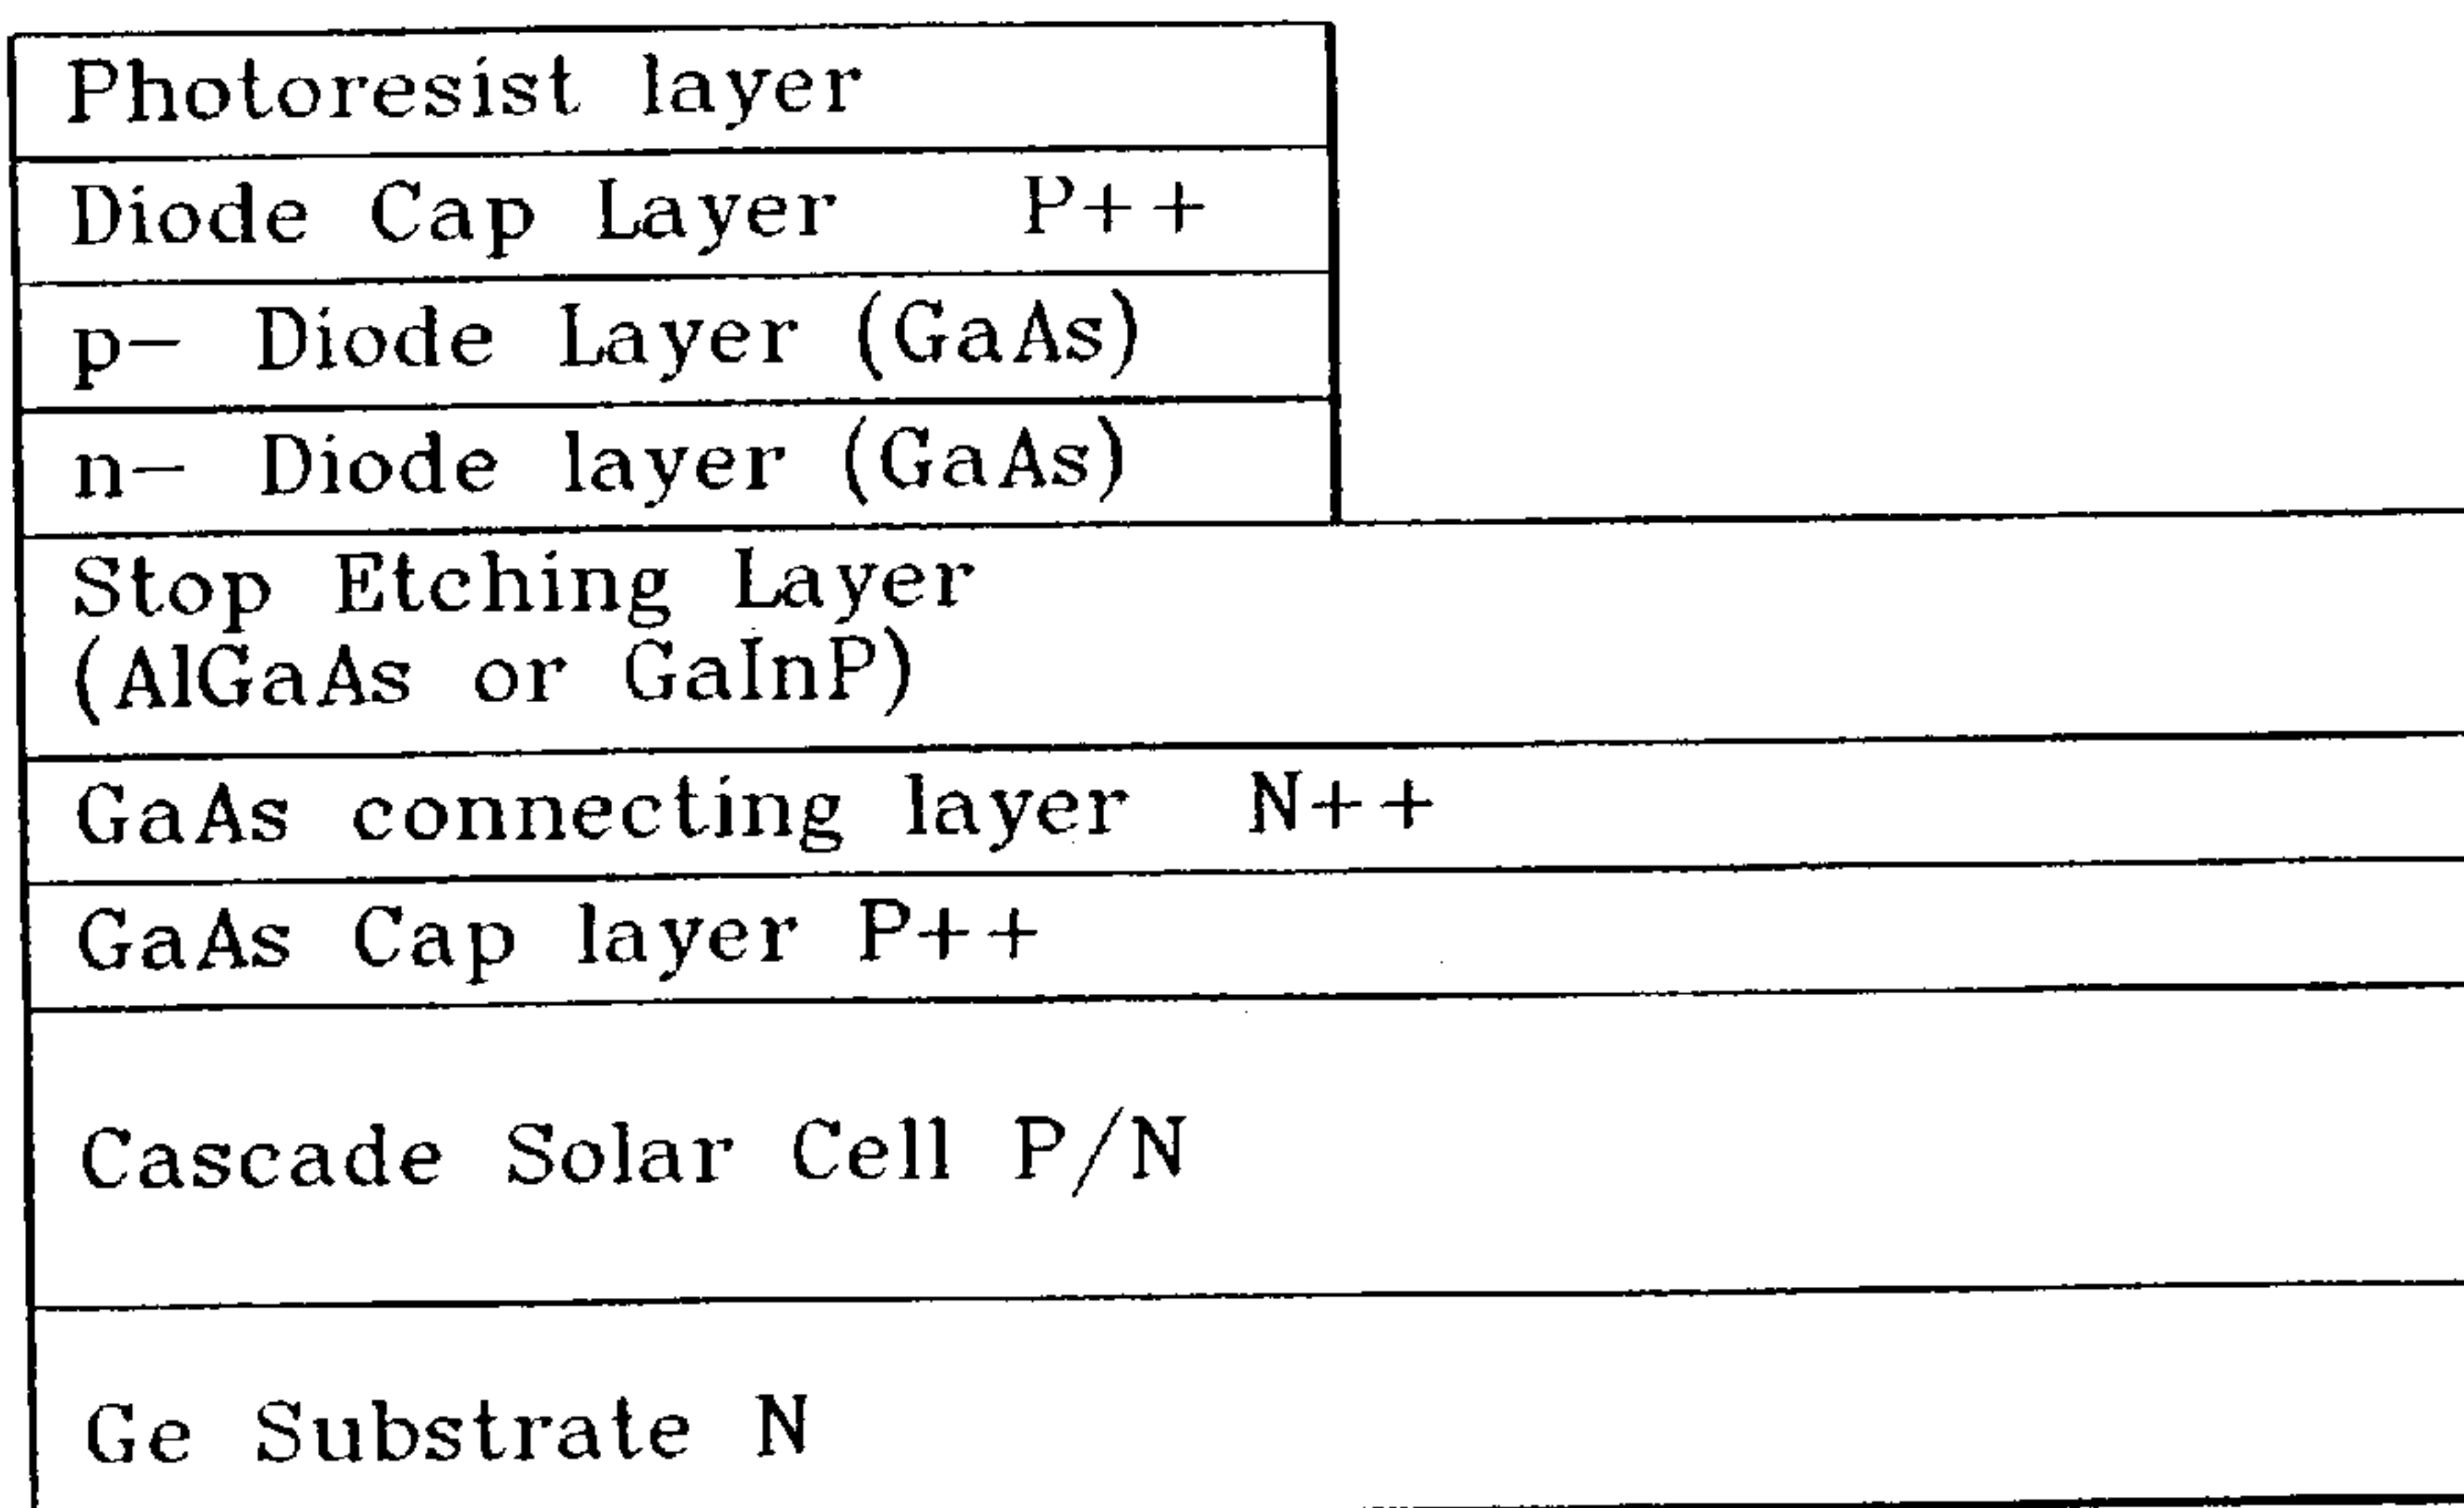 Photoresist layer
Diode Cap Layer P++
p- Diode Layer (GaAs)
n- Diode layer (GaAs)
Stop Etching Layer
(AlGaAs or GaInP)
GaAs connecting layer N++
GaAs Cap layer P++
Cascade Solar Cell P/N
Ge Substrate N